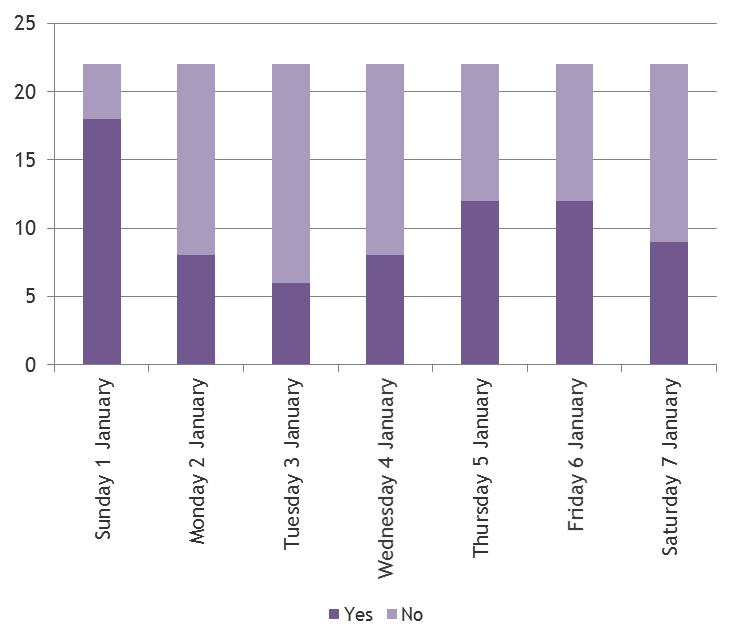 25
20
15
10
5
0
Sunday 1 January
Monday 2 January
Tuesday 3 January
Wednesday 4 January
Thursday 5 January
Friday 6 January
Saturday 7 January
Yes No